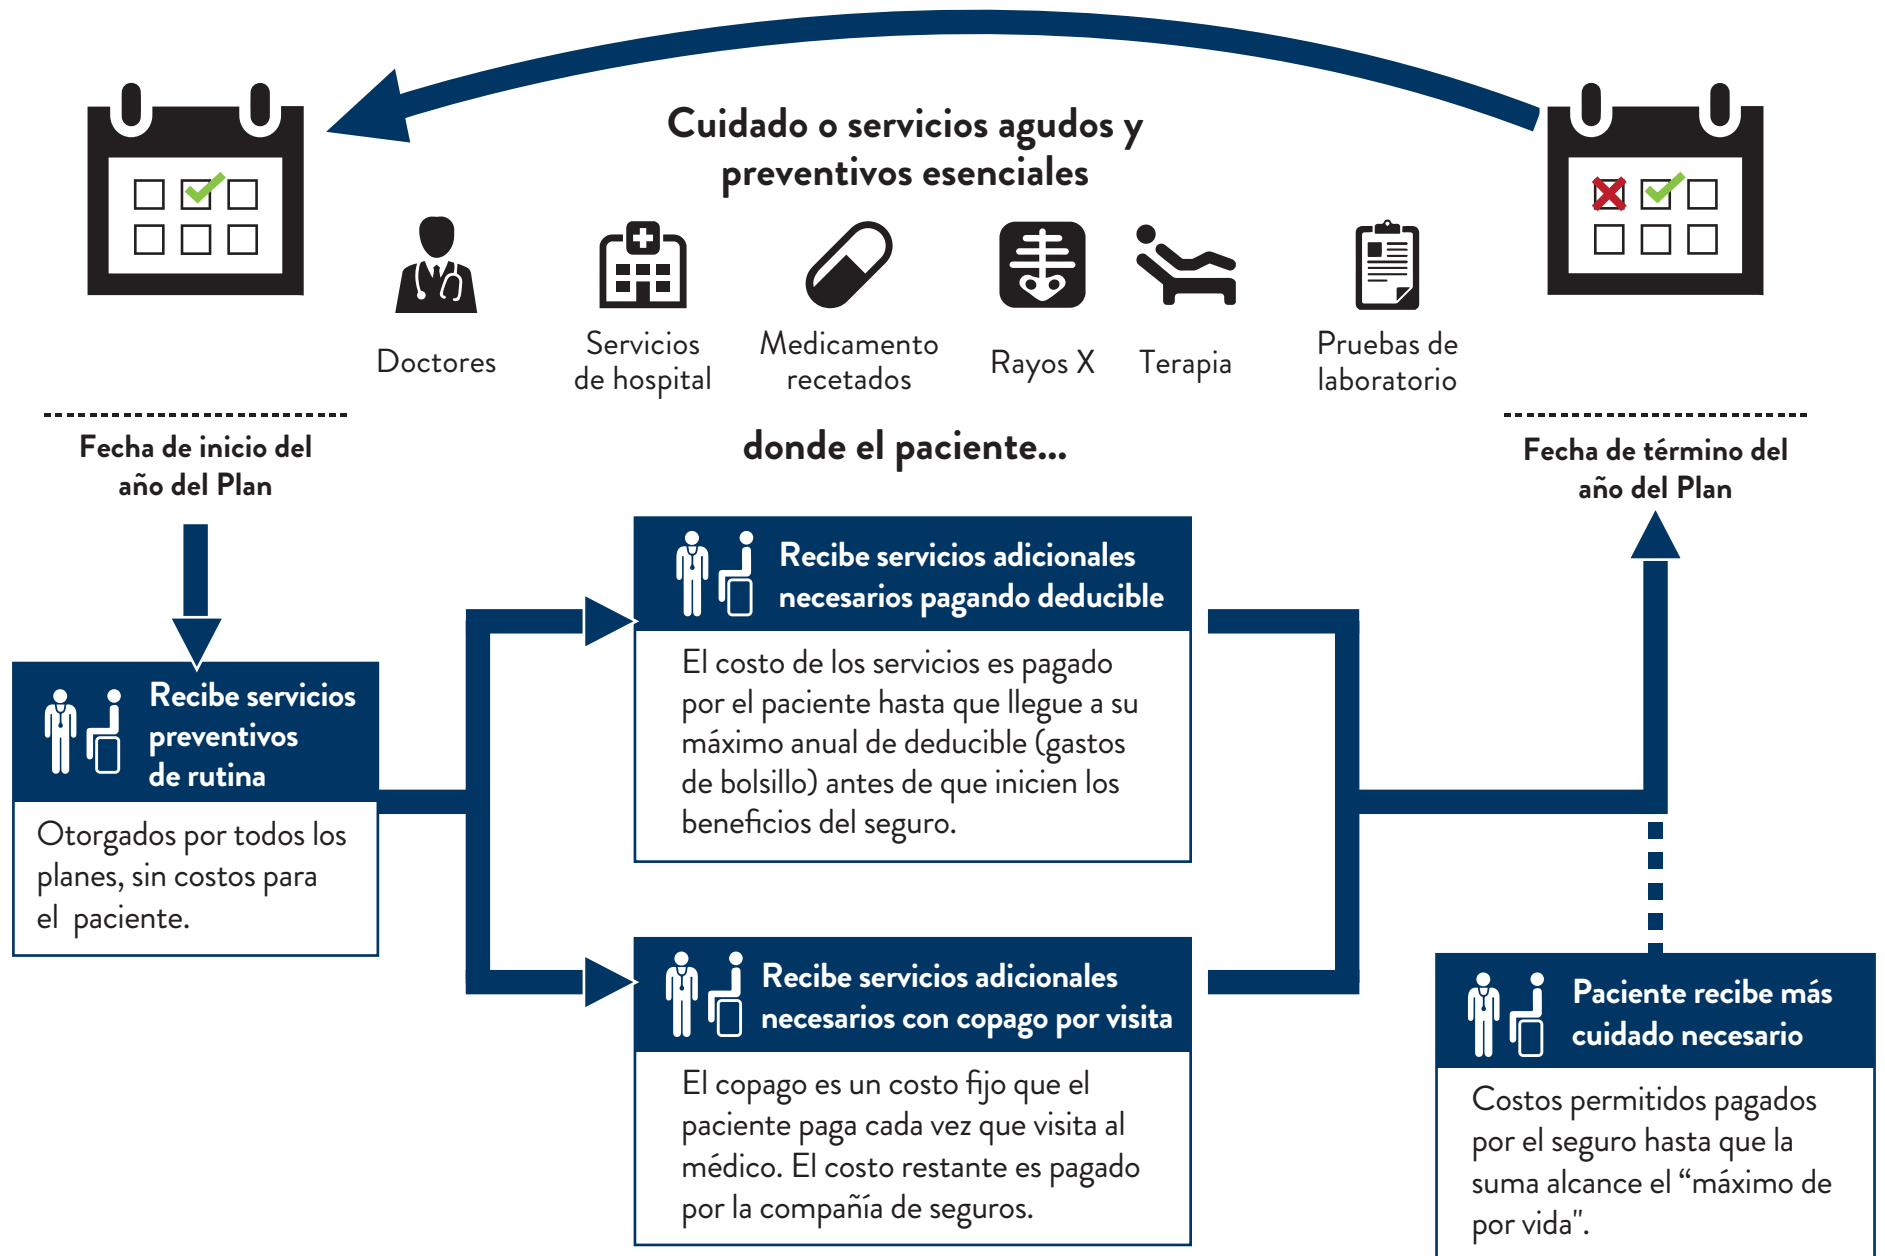 Cuidado o servicios agudos y
preventivos esenciales
Doctores
Servicios
de hospital
Medicamento
recetados
Rayos X
Terapia
Pruebas de
laboratorio
Fecha de inicio del
año del Plan
donde el paciente...
Fecha de término del
año del Plan
Recibe servicios
preventivos
de rutina
Otorgados por todos los
planes, sin costos para
el paciente.
Recibe servicios adicionales
necesarios pagando deducible
El costo de los servicios es pagado
por el paciente hasta que llegue a su
máximo anual de deducible (gastos
de bolsillo) antes de que inicien los
beneficios del seguro.
Recibe servicios adicionales
necesarios con copago por visita
El copago es un costo fijo que el
paciente paga cada vez que visita al
médico. El costo restante es pagado
por la compañía de seguros.
Paciente recibe más
cuidado necesario
Costos permitidos pagados
por el seguro hasta que la
suma alcance el “máximo de
por vida".